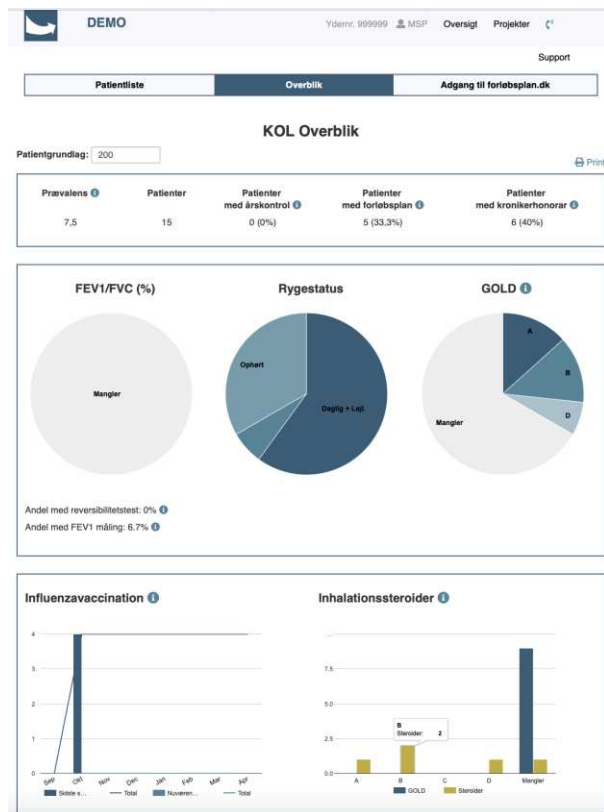 DEMO
Ydernr. 999999 MSP Oversigt Projekter
Support
Patientliste Overblik Adgang til forløbsplan.dk
KOL Overblik
Patientgrundlag: 200
Print
Prævalens Patienter Patienter med årskontrol Patienter med forløbsplan Patienter med kronikerhonorar
7,5 15 0 (0%) 5 (33,3%) 6 (40%)
FEV1/FVC (%) Rygestatus GOLD
Mangler
Ophørt
Daglig + Lejl.
A
B
D
Mangler
Andel med reversibilitetstest: 0%
Andel med FEV1 måling: 6.7%
Influenzavaccination Inhalationssteroider
4
3
2
1
0
Sep Okt Nov Dec Jan Feb Mar Apr
Sidste s... Total Nuværen... Total
7.5
5.0
2.5
0.0
B
Steroider: 2
A B C D Mangler
GOLD Steroider